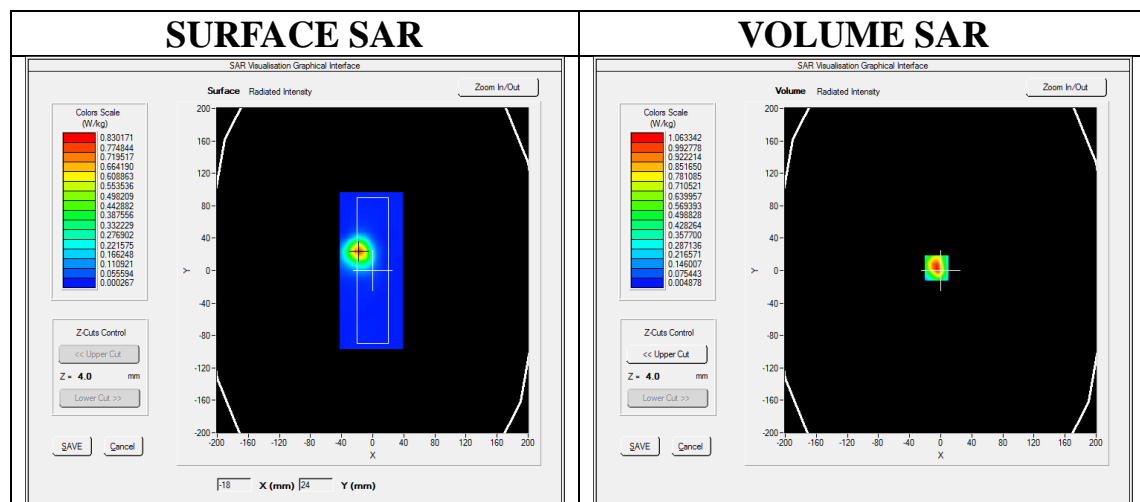 SURFACE SAR
VOLUME SAR
SAR Visualisation Graphical Interface
Surface Radiated Intensity
Zoom In/Out
Colors Scale
(W/kg)
0.830171
0.774844
0.719517
0.664190
0.608863
0.553536
0.498209
0.442882
0.387556
0.332229
0.276902
0.221575
0.166248
0.110921
0.055594
0.000267
Z-Cuts Control
<< Upper Cut
Z = 4.0 mm
Lower Cut >>
SAVE Cancel
200
160
120
80
40
0
-40
-80
-120
-160
-200
Y
-200 -160 -120 -80 -40 0 40 80 120 160 200
X
-18 X (mm) 24 Y (mm)
SAR Visualisation Graphical Interface
Volume Radiated Intensity
Zoom In/Out
Colors Scale
(W/kg)
1.063342
0.992778
0.922214
0.851650
0.781085
0.710521
0.639957
0.569393
0.498828
0.428264
0.357700
0.287136
0.216571
0.146007
0.075443
0.004878
Z-Cuts Control
<< Upper Cut
Z = 4.0 mm
Lower Cut >>
SAVE Cancel
200
160
120
80
40
0
-40
-80
-120
-160
-200
Y
-200 -160 -120 -80 -40 0 40 80 120 160 200
X